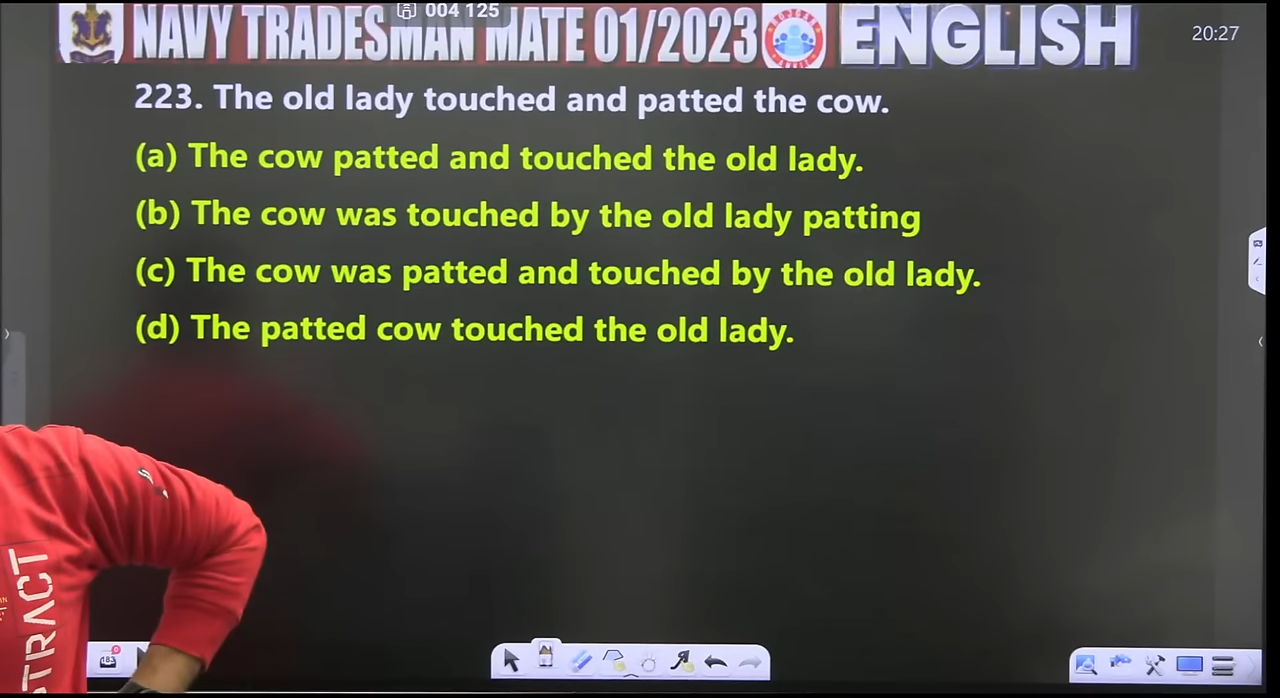 004 125
NAVY TRADESMAN MATE 01/2023 ENGLISH
20:27
223. The old lady touched and patted the cow.
(a) The cow patted and touched the old lady.
(b) The cow was touched by the old lady patting
(c) The cow was patted and touched by the old lady.
(d) The patted cow touched the old lady.
STRACT
183